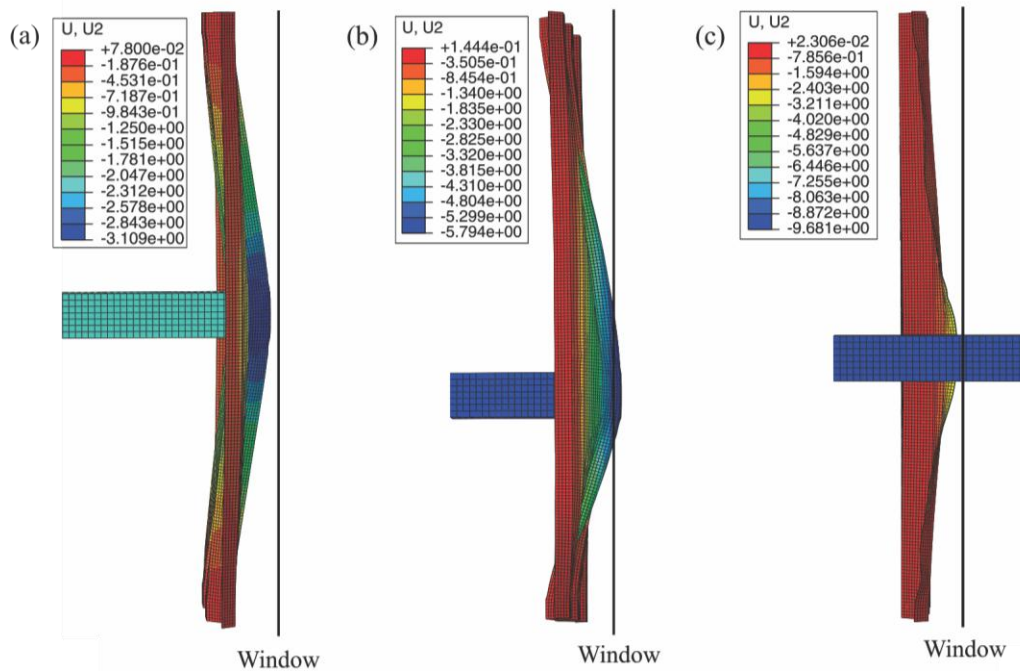 (a)
U, U2
+7.800e-02
-1.876e-01
-4.531e-01
-7.187e-01
-9.843e-01
-1.250e+00
-1.515e+00
-1.781e+00
-2.047e+00
-2.312e+00
-2.578e+00
-2.843e+00
-3.109e+00
Window
(b)
U, U2
+1.444e-01
-3.505e-01
-8.454e-01
-1.340e+00
-1.835e+00
-2.330e+00
-2.825e+00
-3.320e+00
-3.815e+00
-4.310e+00
-4.804e+00
-5.299e+00
-5.794e+00
Window
(c)
U, U2
+2.306e-02
-7.856e-01
-1.594e+00
-2.403e+00
-3.211e+00
-4.020e+00
-4.829e+00
-5.637e+00
-6.446e+00
-7.255e+00
-8.063e+00
-8.872e+00
-9.681e+00
Window